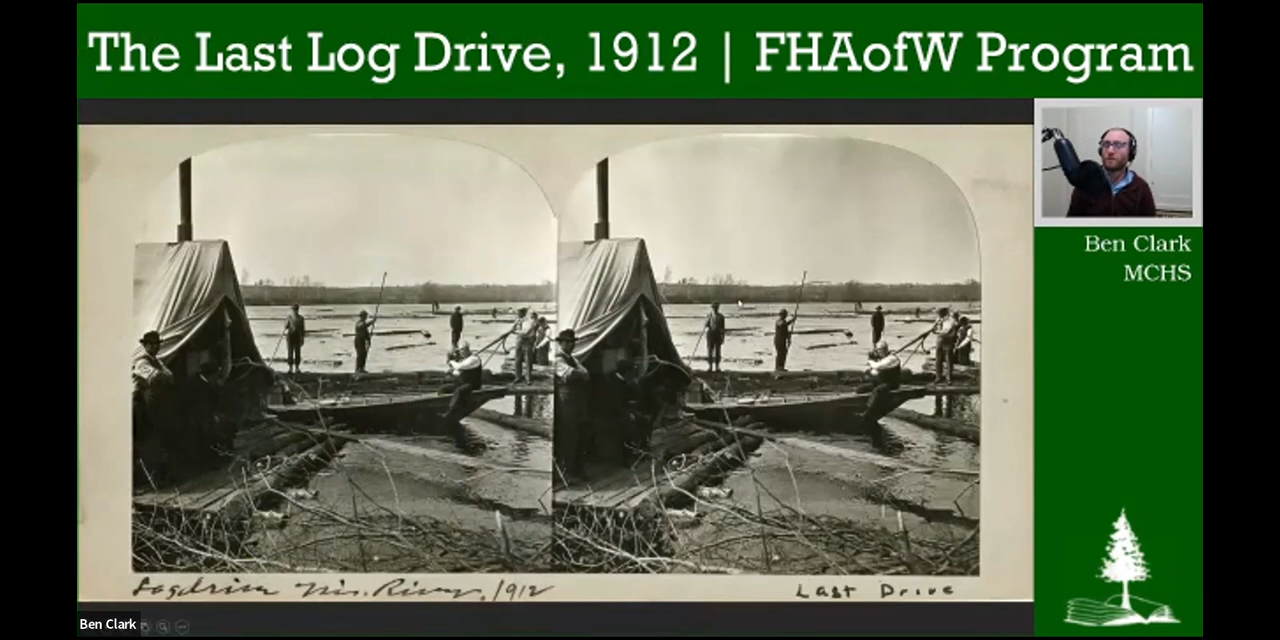 The Last Log Drive, 1912 | FHAofW Program
Ben Clark
MCHS
Logdrive Wis. River, 1912
Last Drive
Ben Clark